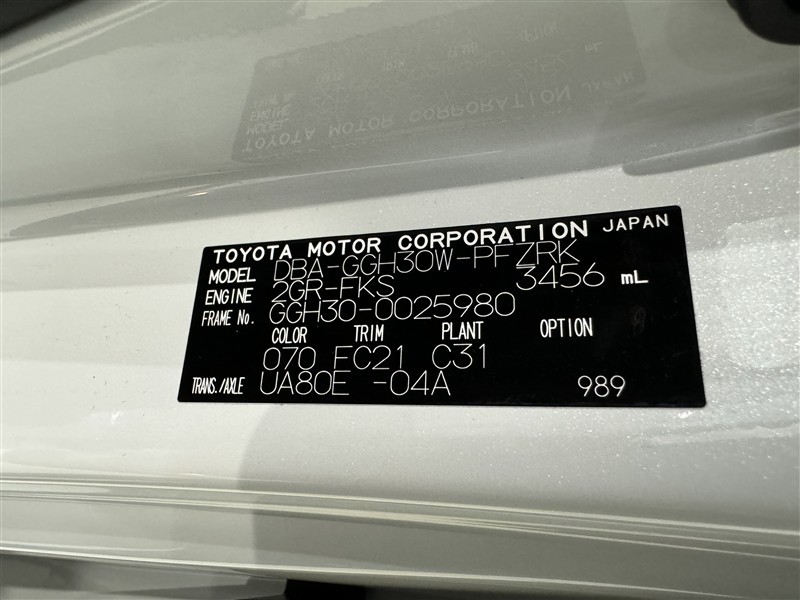 TOYOTA MOTOR CORPORATION JAPAN
MODEL DBA-GGH30W-PFZRK
ENGINE 2GR-FKS 3456 mL
FRAME No. GGH30-0025980
COLOR TRIM PLANT OPTION
070 FC21 C31
TRANS./AXLE UA80E -04A 989